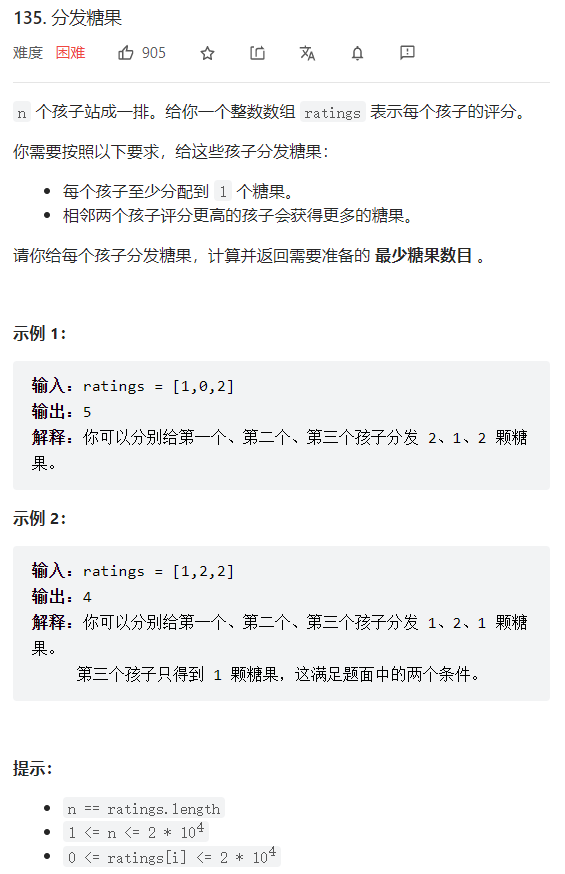 135. 分发糖果
难度 困难 905
n 个孩子站成一排。给你一个整数数组 ratings 表示每个孩子的评分。
你需要按照以下要求，给这些孩子分发糖果：
• 每个孩子至少分配到 1 个糖果。
• 相邻两个孩子评分更高的孩子会获得更多的糖果。
请你给每个孩子分发糖果，计算并返回需要准备的 最少糖果数目 。
示例 1：
输入：ratings = [1,0,2]
输出：5
解释：你可以分别给第一个、第二个、第三个孩子分发 2、1、2 颗糖
果。
示例 2：
输入：ratings = [1,2,2]
输出：4
解释：你可以分别给第一个、第二个、第三个孩子分发 1、2、1 颗糖
果。
第三个孩子只得到 1 颗糖果，这满足题面中的两个条件。
提示：
• n == ratings.length
• 1 <= n <= 2 * 10⁴
• 0 <= ratings[i] <= 2 * 10⁴